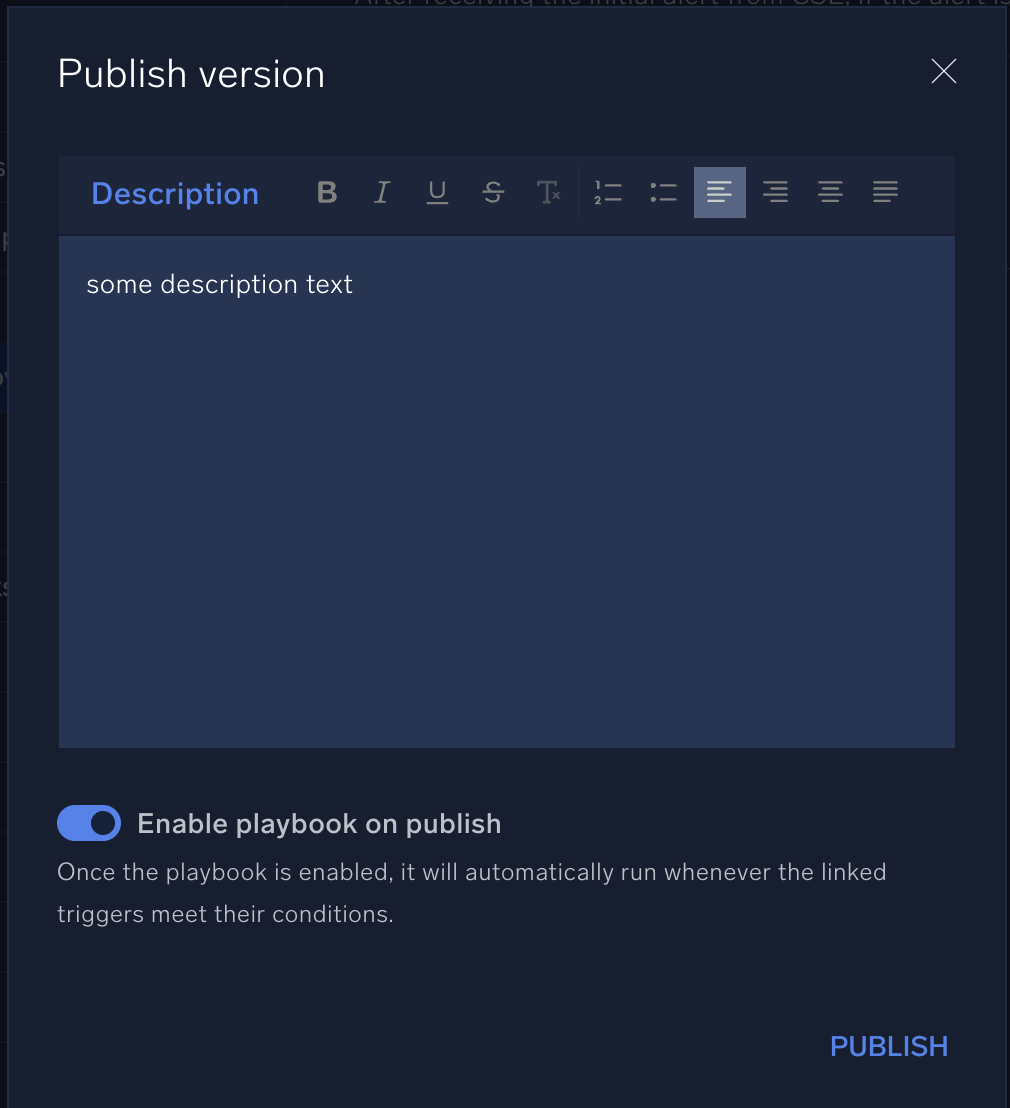 After receiving the initial alert from CSE, if the alert is
Publish version
Description
some description text
Enable playbook on publish
Once the playbook is enabled, it will automatically run whenever the linked
triggers meet their conditions.
PUBLISH